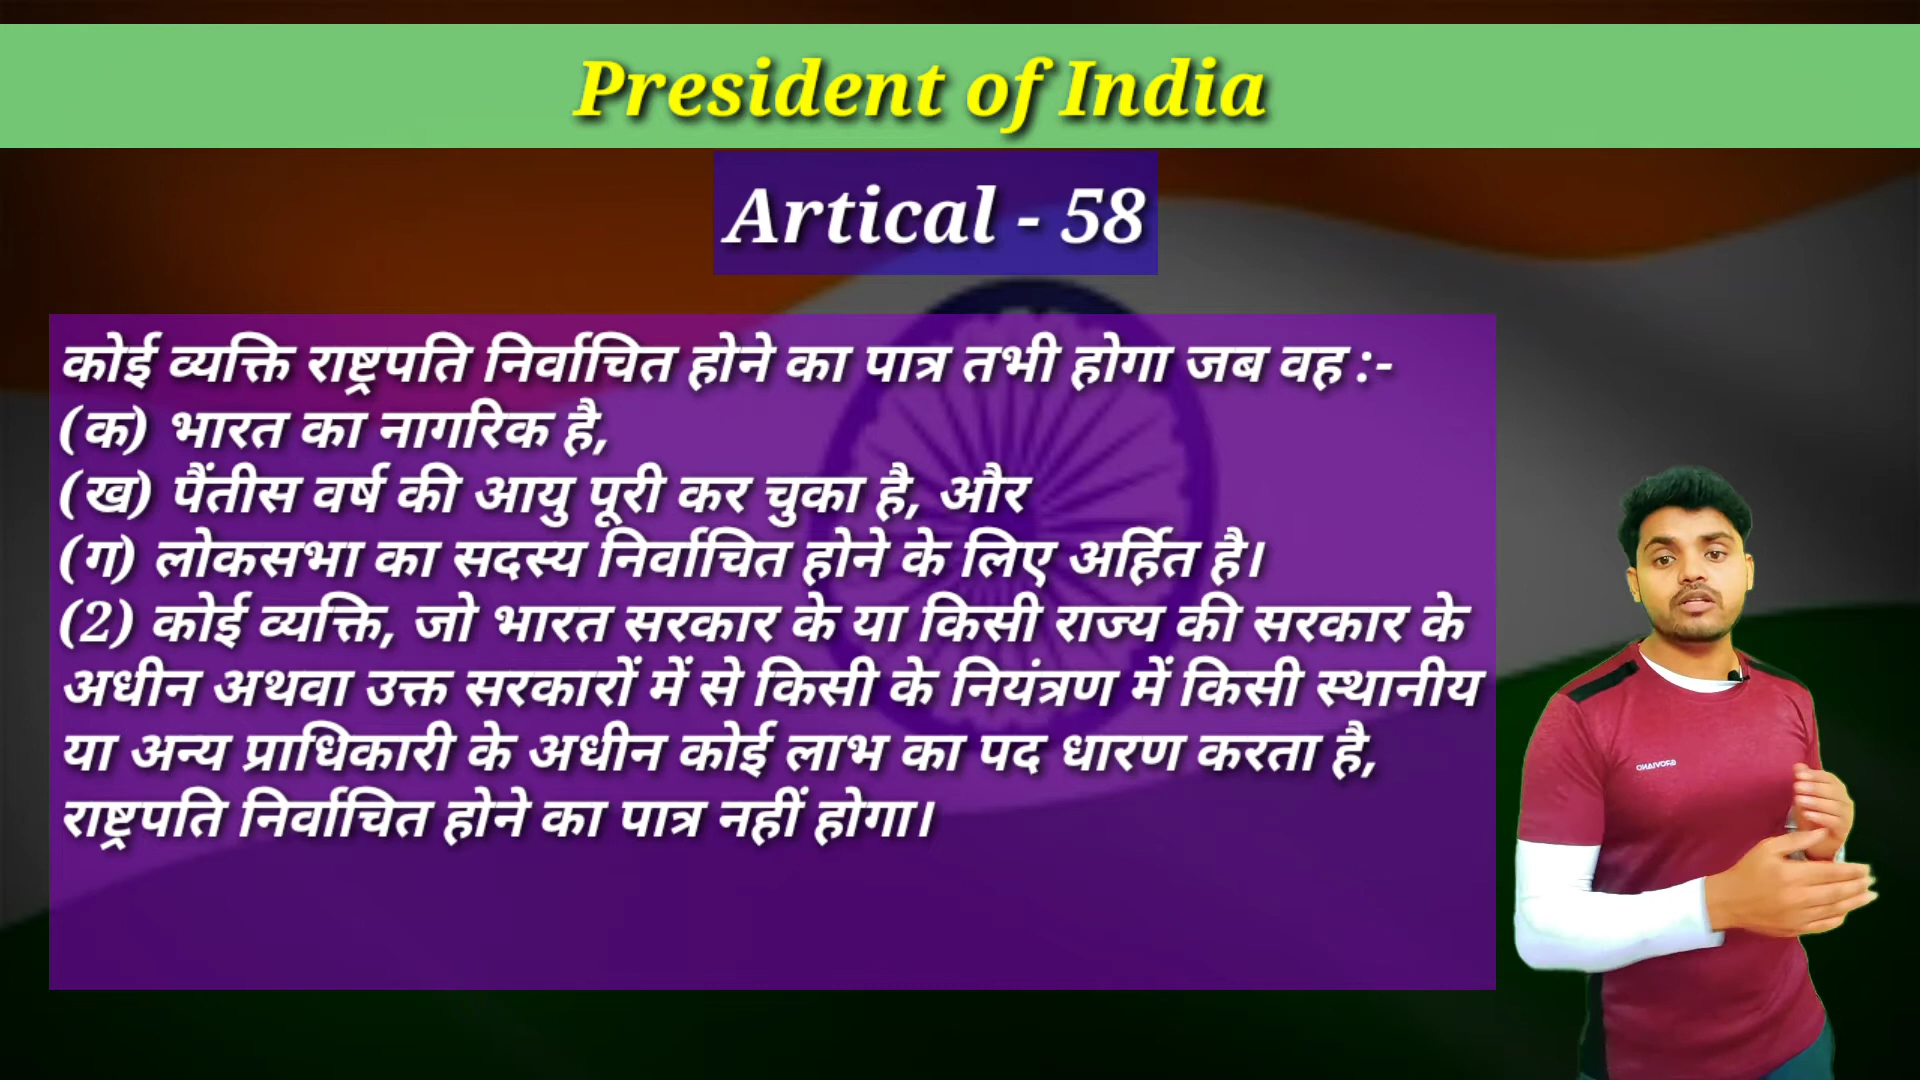 President of India
Artical - 58
कोई व्यक्ति राष्ट्रपति निर्वाचित होने का पात्र तभी होगा जब वह :-
(क) भारत का नागरिक है,
(ख) पैंतीस वर्ष की आयु पूरी कर चुका है, और
(ग) लोकसभा का सदस्य निर्वाचित होने के लिए अर्हित है।
(2) कोई व्यक्ति, जो भारत सरकार के या किसी राज्य की सरकार के
अधीन अथवा उक्त सरकारों में से किसी के नियंत्रण में किसी स्थानीय
या अन्य प्राधिकारी के अधीन कोई लाभ का पद धारण करता है,
राष्ट्रपति निर्वाचित होने का पात्र नहीं होगा।